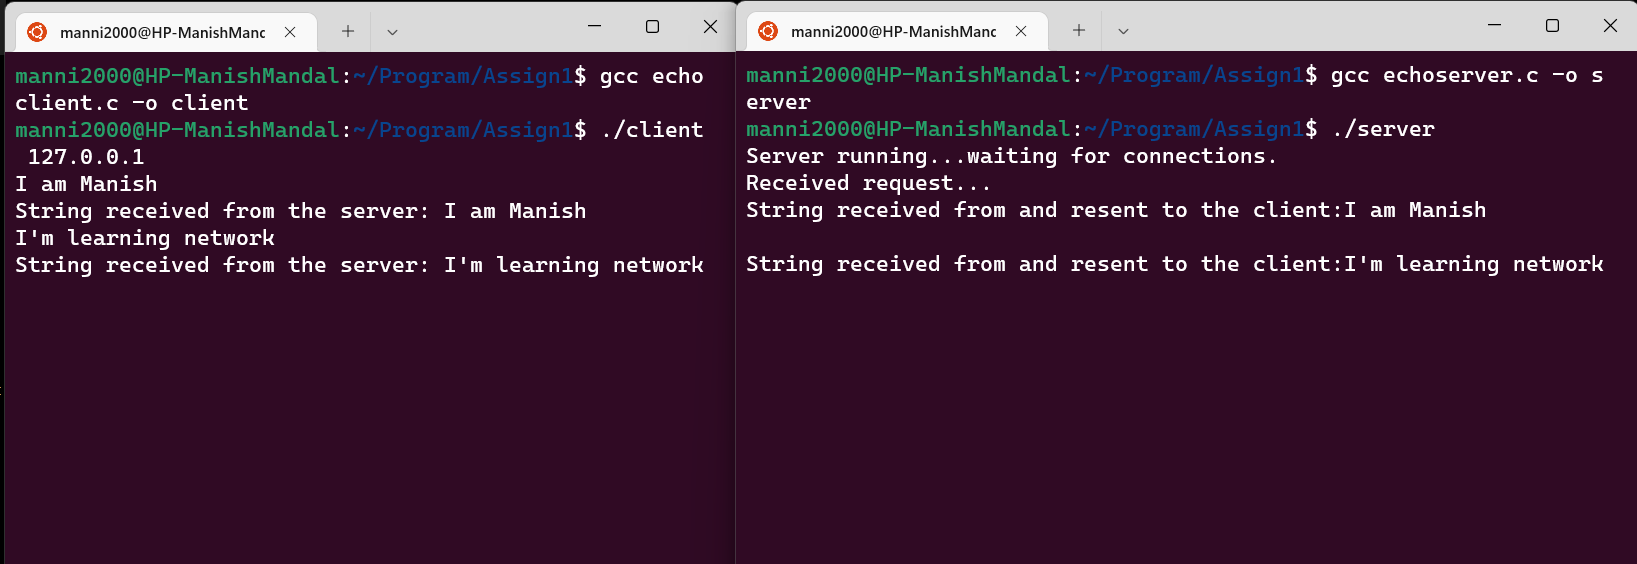 manni2000@HP-ManishManc
manni2000@HP-ManishMandal:~/Program/Assign1$ gcc echo
client.c -o client
manni2000@HP-ManishMandal:~/Program/Assign1$ ./client
 127.0.0.1
I am Manish
String received from the server: I am Manish
I'm learning network
String received from the server: I'm learning network
manni2000@HP-ManishManc
manni2000@HP-ManishMandal:~/Program/Assign1$ gcc echoserver.c -o s
erver
manni2000@HP-ManishMandal:~/Program/Assign1$ ./server
Server running...waiting for connections.
Received request...
String received from and resent to the client:I am Manish
String received from and resent to the client:I'm learning network